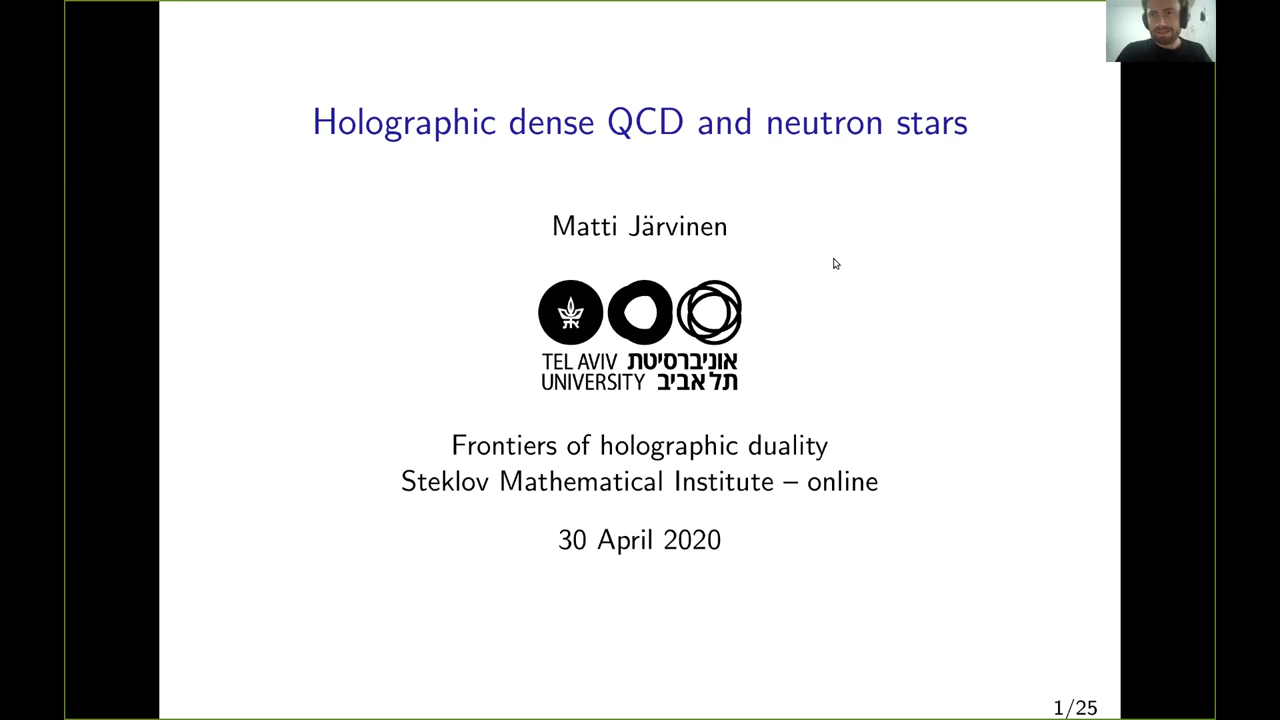 Holographic dense QCD and neutron stars
Matti Järvinen
TEL AVIV אוניברסיטת
UNIVERSITY תל אביב
Frontiers of holographic duality
Steklov Mathematical Institute – online
30 April 2020
1/25